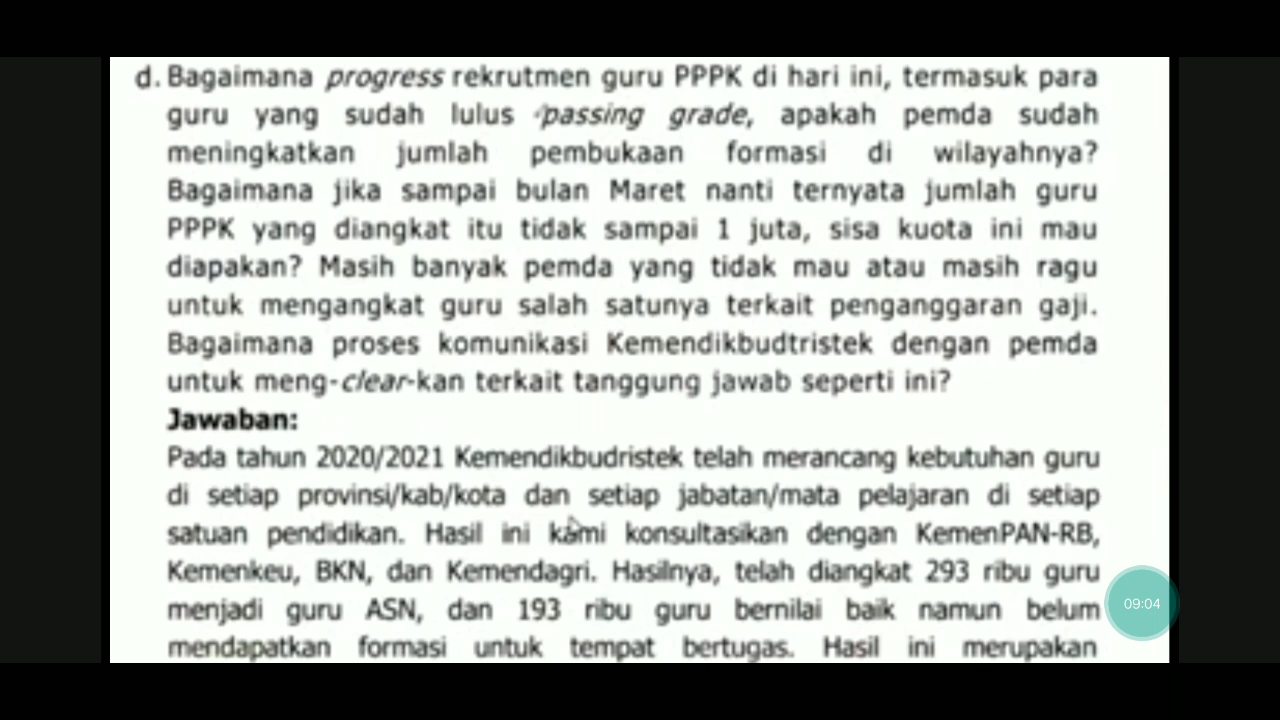 d. Bagaimana progress rekrutmen guru PPPK di hari ini, termasuk para
guru yang sudah lulus passing grade, apakah pemda sudah
meningkatkan jumlah pembukaan formasi di wilayahnya?
Bagaimana jika sampai bulan Maret nanti ternyata jumlah guru
PPPK yang diangkat itu tidak sampai 1 juta, sisa kuota ini mau
diapakan? Masih banyak pemda yang tidak mau atau masih ragu
untuk mengangkat guru salah satunya terkait penganggaran gaji.
Bagaimana proses komunikasi Kemendikbudtristek dengan pemda
untuk meng-clear-kan terkait tanggung jawab seperti ini?
Jawaban:
Pada tahun 2020/2021 Kemendikbudristek telah merancang kebutuhan guru
di setiap provinsi/kab/kota dan setiap jabatan/mata pelajaran di setiap
satuan pendidikan. Hasil ini kami konsultasikan dengan KemenPAN-RB,
Kemenkeu, BKN, dan Kemendagri. Hasilnya, telah diangkat 293 ribu guru
menjadi guru ASN, dan 193 ribu guru bernilai baik namun belum
mendapatkan formasi untuk tempat bertugas. Hasil ini merupakan
09:04